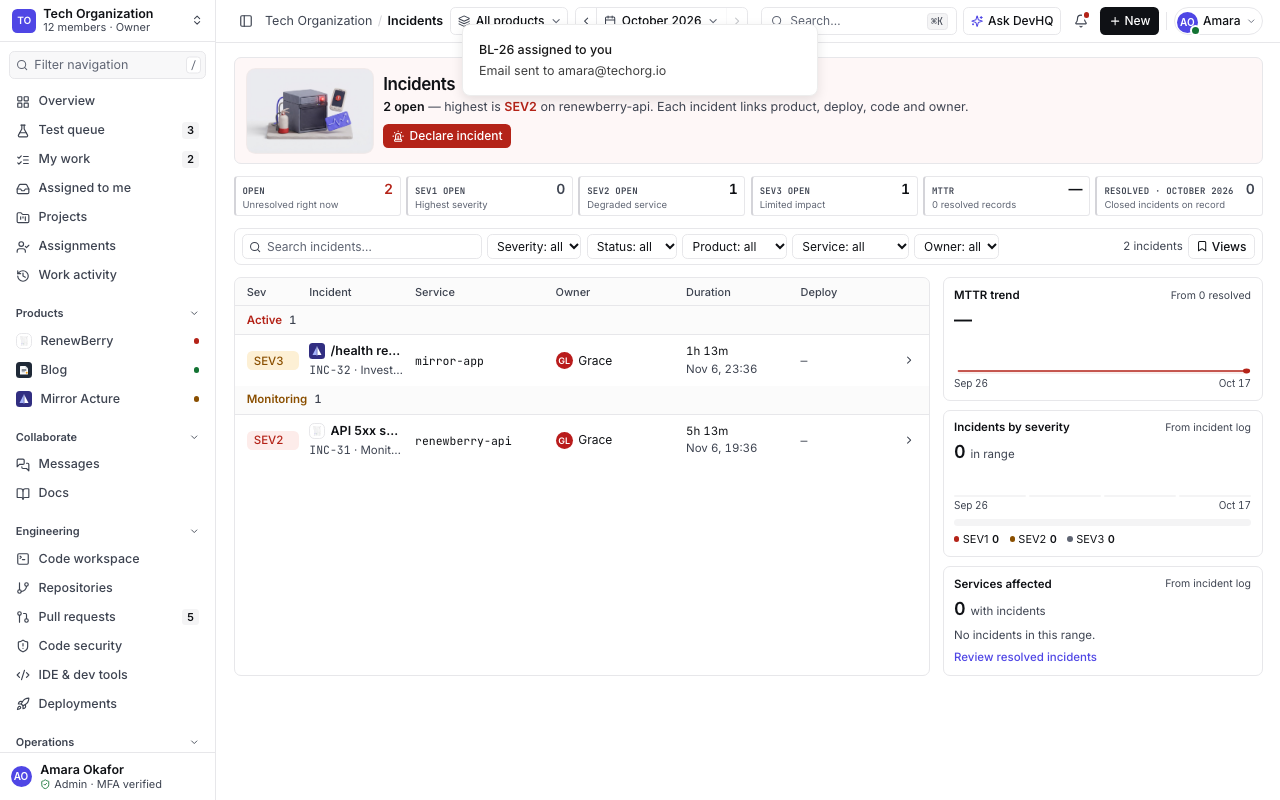 TO
Tech Organization
12 members · Owner
Filter navigation /
Overview
Test queue 3
My work 2
Assigned to me
Projects
Assignments
Work activity
Products
RenewBerry
Blog
Mirror Acture
Collaborate
Messages
Docs
Engineering
Code workspace
Repositories
Pull requests 5
Code security
IDE & dev tools
Deployments
Operations
AO
Amara Okafor
Admin · MFA verified
Tech Organization / Incidents
All products
October 2026
Search... ⌘K
Ask DevHQ
+ New
AO Amara
BL-26 assigned to you
Email sent to amara@techorg.io
Incidents
2 open — highest is SEV2 on renewberry-api. Each incident links product, deploy, code and owner.
Declare incident
OPEN 2
Unresolved right now
SEV1 OPEN 0
Highest severity
SEV2 OPEN 1
Degraded service
SEV3 OPEN 1
Limited impact
MTTR —
0 resolved records
RESOLVED · OCTOBER 2026 0
Closed incidents on record
Search incidents...
Severity: all
Status: all
Product: all
Service: all
Owner: all
2 incidents
Views
Sev Incident Service Owner Duration Deploy
Active 1
SEV3
/health re...
INC-32 · Invest...
mirror-app
GL Grace
1h 13m
Nov 6, 23:36
–
Monitoring 1
SEV2
API 5xx s...
INC-31 · Monit...
renewberry-api
GL Grace
5h 13m
Nov 6, 19:36
–
MTTR trend From 0 resolved
—
Sep 26 Oct 17
Incidents by severity From incident log
0 in range
Sep 26 Oct 17
SEV1 0 SEV2 0 SEV3 0
Services affected From incident log
0 with incidents
No incidents in this range.
Review resolved incidents